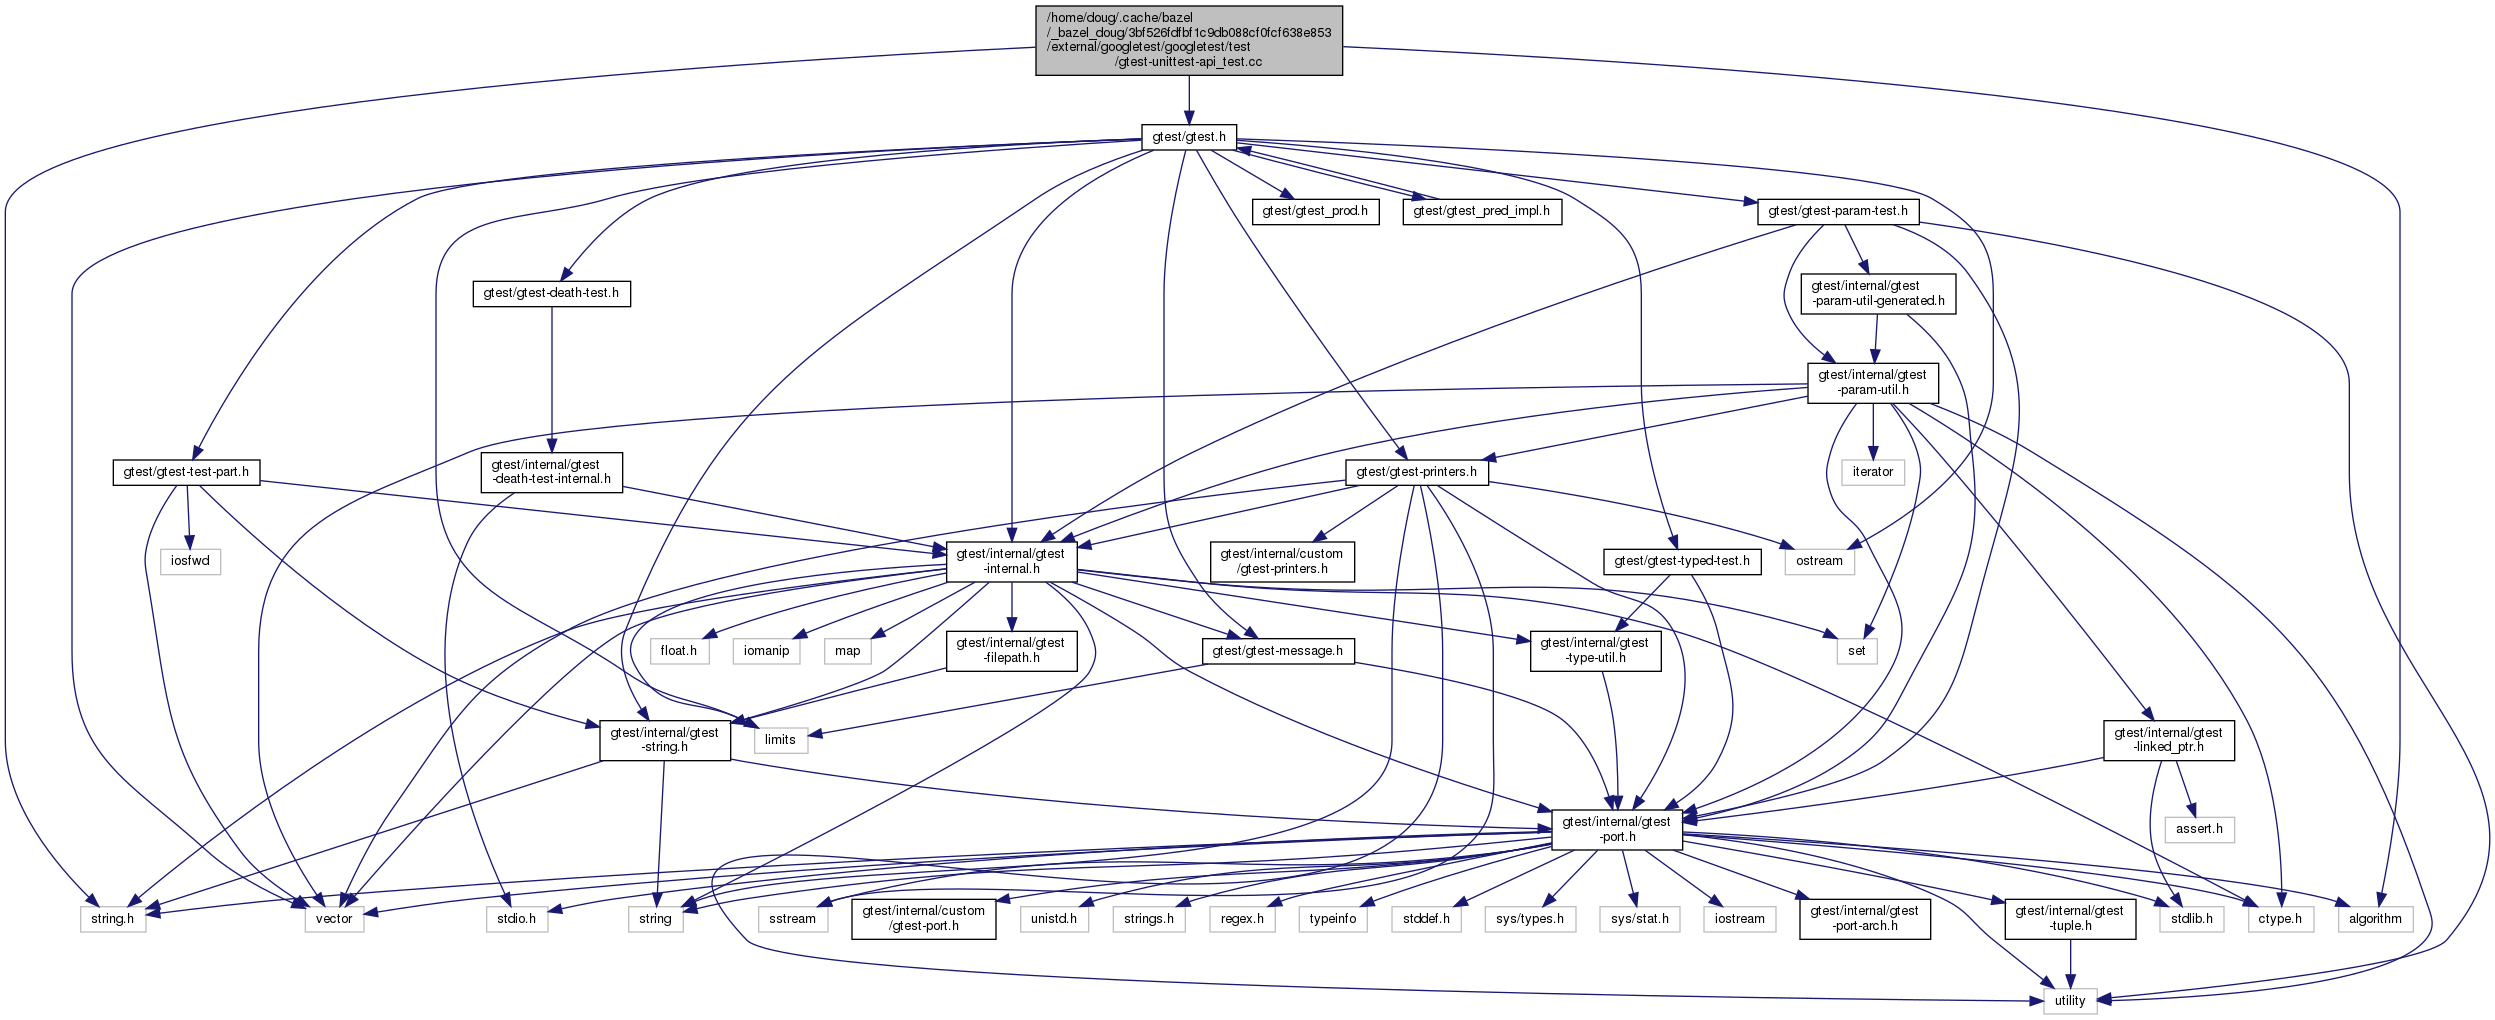 /home/doug/.cache/bazel
/_bazel_doug/3bf526fdfbf1c9db088cf0fcf638e853
/external/googletest/googletest/test
/gtest-unittest-api_test.cc
gtest/gtest.h
gtest/gtest_prod.h
gtest/gtest_pred_impl.h
gtest/gtest-param-test.h
gtest/gtest-death-test.h
gtest/internal/gtest
-param-util-generated.h
gtest/internal/gtest
-param-util.h
gtest/gtest-test-part.h
gtest/internal/gtest
-death-test-internal.h
gtest/gtest-printers.h
iterator
iosfwd
gtest/internal/gtest
-internal.h
gtest/internal/custom
/gtest-printers.h
gtest/gtest-typed-test.h
ostream
float.h
iomanip
map
gtest/internal/gtest
-filepath.h
gtest/gtest-message.h
gtest/internal/gtest
-type-util.h
set
gtest/internal/gtest
-string.h
limits
gtest/internal/gtest
-linked_ptr.h
gtest/internal/gtest
-port.h
assert.h
string.h
vector
stdio.h
string
sstream
gtest/internal/custom
/gtest-port.h
unistd.h
strings.h
regex.h
typeinfo
stddef.h
sys/types.h
sys/stat.h
iostream
gtest/internal/gtest
-port-arch.h
gtest/internal/gtest
-tuple.h
stdlib.h
ctype.h
algorithm
utility